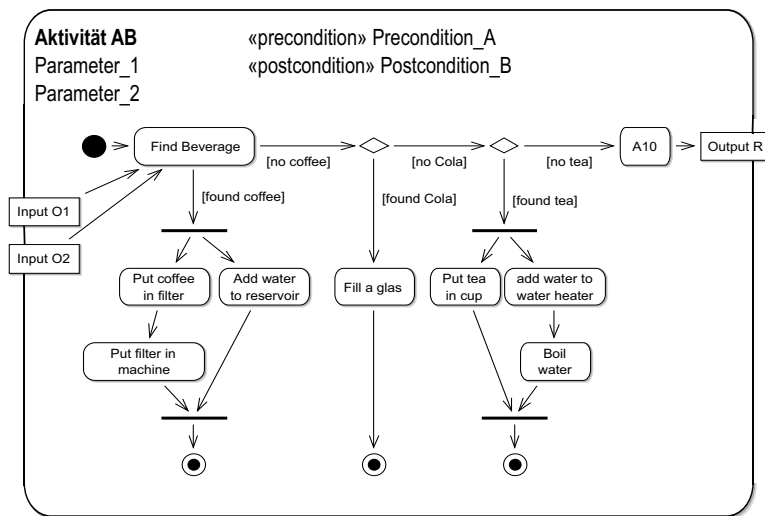 Aktivität AB
«precondition» Precondition_A
Parameter_1
«postcondition» Postcondition_B
Parameter_2
Find Beverage
[no coffee]
[no Cola]
[no tea]
A10
Output R
Input O1
[found coffee]
[found Cola]
[found tea]
Input O2
Put coffee
in filter
Add water
to reservoir
Fill a glas
Put tea
in cup
add water to
water heater
Put filter in
machine
Boil
water